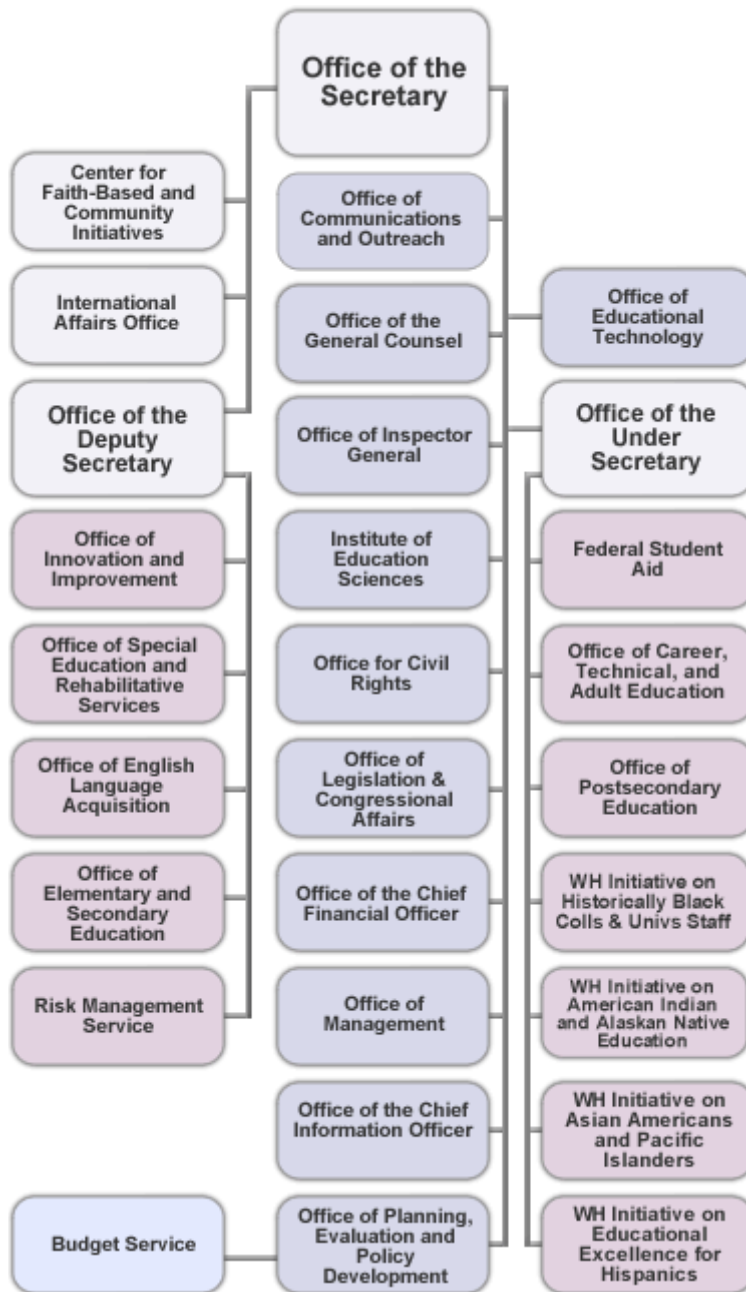 Office of the
Secretary
Center for
Faith-Based and
Community
Initiatives
International
Affairs Office
Office of the
Deputy
Secretary
Office of
Innovation and
Improvement
Office of Special
Education and
Rehabilitative
Services
Office of English
Language
Acquisition
Office of
Elementary and
Secondary
Education
Risk Management
Service
Budget Service
Office of
Communications
and Outreach
Office of the
General Counsel
Office of Inspector
General
Institute of
Education
Sciences
Office for Civil
Rights
Office of
Legislation &
Congressional
Affairs
Office of the Chief
Financial Officer
Office of
Management
Office of the Chief
Information Officer
Office of Planning,
Evaluation and
Policy
Development
Office of
Educational
Technology
Office of the
Under
Secretary
Federal Student
Aid
Office of Career,
Technical, and
Adult Education
Office of
Postsecondary
Education
WH Initiative on
Historically Black
Colls & Univs Staff
WH Initiative on
American Indian
and Alaskan Native
Education
WH Initiative on
Asian Americans
and Pacific
Islanders
WH Initiative on
Educational
Excellence for
Hispanics